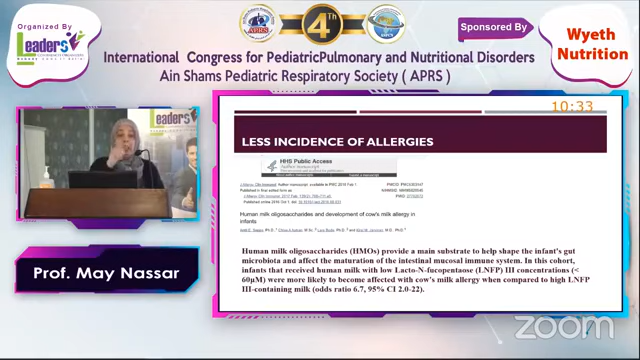 Organized By
Leaders
4Th
APRS
Sponsored By
Wyeth
Nutrition
International Congress for PediatricPulmonary and Nutritional Disorders
Ain Shams Pediatric Respiratory Society ( APRS )
10:33
LESS INCIDENCE OF ALLERGIES
HHS Public Access
Human milk oligosaccharides and development of cow's milk allergy in
infants
Human milk oligosaccharides (HMOs) provide a main substrate to help shape the infant's gut
microbiota and affect the maturation of the intestinal mucosal immune system. In this cohort,
infants that received human milk with low Lacto-N-fucopentaose (LNFP) III concentrations (<
60μM) were more likely to become affected with cow's milk allergy when compared to high LNFP
III-containing milk (odds ratio 6.7, 95% CI 2.0-22).
Prof. May Nassar
zoom